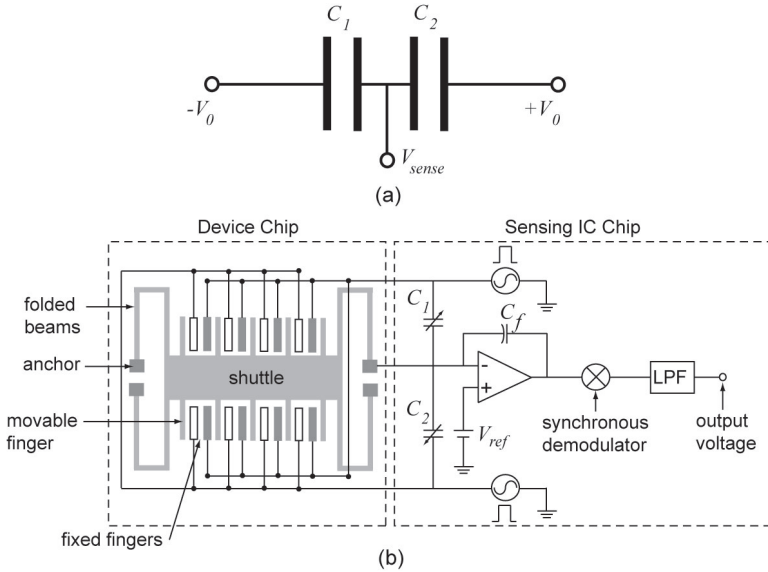 C1 C2
-V0 +V0
Vsense
(a)
Device Chip Sensing IC Chip
folded
beams
anchor
movable
finger
shuttle
fixed fingers
C1
Cf
-
+
C2
Vref
LPF
synchronous
demodulator
output
voltage
(b)